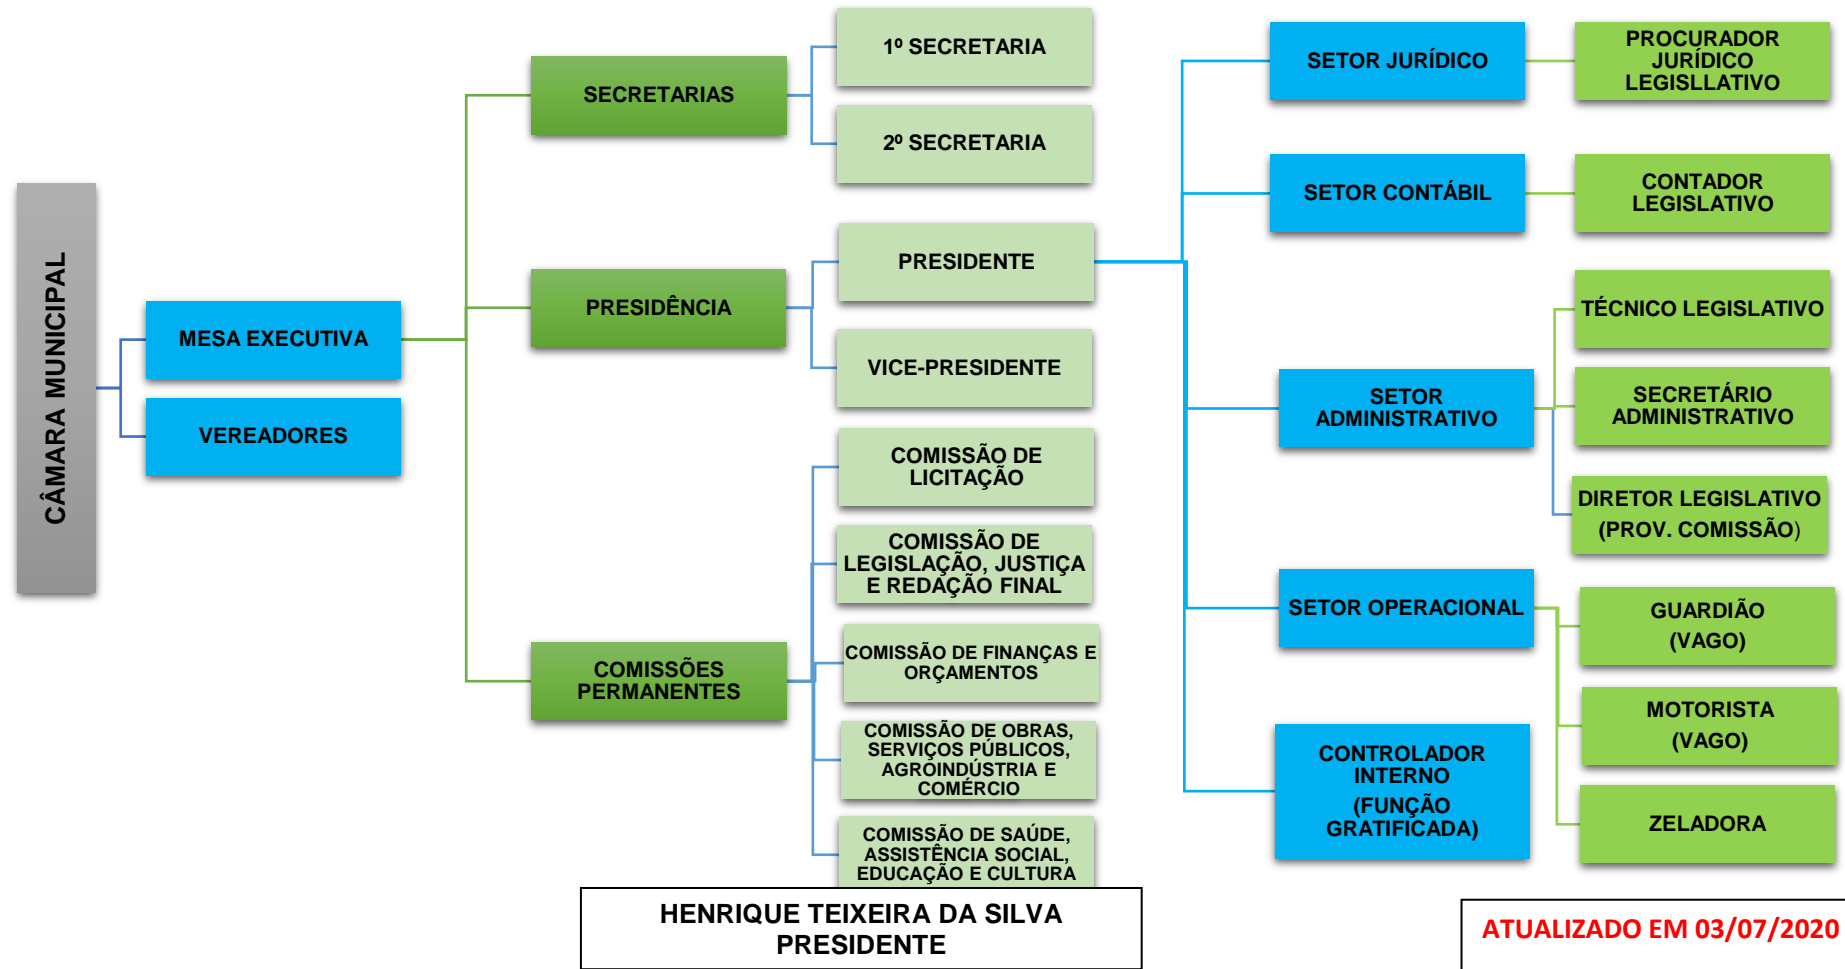 CÂMARA MUNICIPAL
MESA EXECUTIVA
VEREADORES
SECRETARIAS
PRESIDÊNCIA
COMISSÕES
PERMANENTES
1º SECRETARIA
2º SECRETARIA
PRESIDENTE
VICE-PRESIDENTE
COMISSÃO DE
LICITAÇÃO
COMISSÃO DE
LEGISLAÇÃO, JUSTIÇA
E REDAÇÃO FINAL
COMISSÃO DE FINANÇAS E
ORÇAMENTOS
COMISSÃO DE OBRAS,
SERVIÇOS PÚBLICOS,
AGROINDÚSTRIA E
COMÉRCIO
COMISSÃO DE SAÚDE,
ASSISTÊNCIA SOCIAL,
EDUCAÇÃO E CULTURA
SETOR JURÍDICO
PROCURADOR
JURÍDICO
LEGISLLATIVO
SETOR CONTÁBIL
CONTADOR
LEGISLATIVO
SETOR
ADMINISTRATIVO
TÉCNICO LEGISLATIVO
SECRETÁRIO
ADMINISTRATIVO
DIRETOR LEGISLATIVO
(PROV. COMISSÃO)
SETOR OPERACIONAL
GUARDIÃO
(VAGO)
MOTORISTA
(VAGO)
ZELADORA
CONTROLADOR
INTERNO
(FUNÇÃO
GRATIFICADA)
HENRIQUE TEIXEIRA DA SILVA
PRESIDENTE
ATUALIZADO EM 03/07/2020